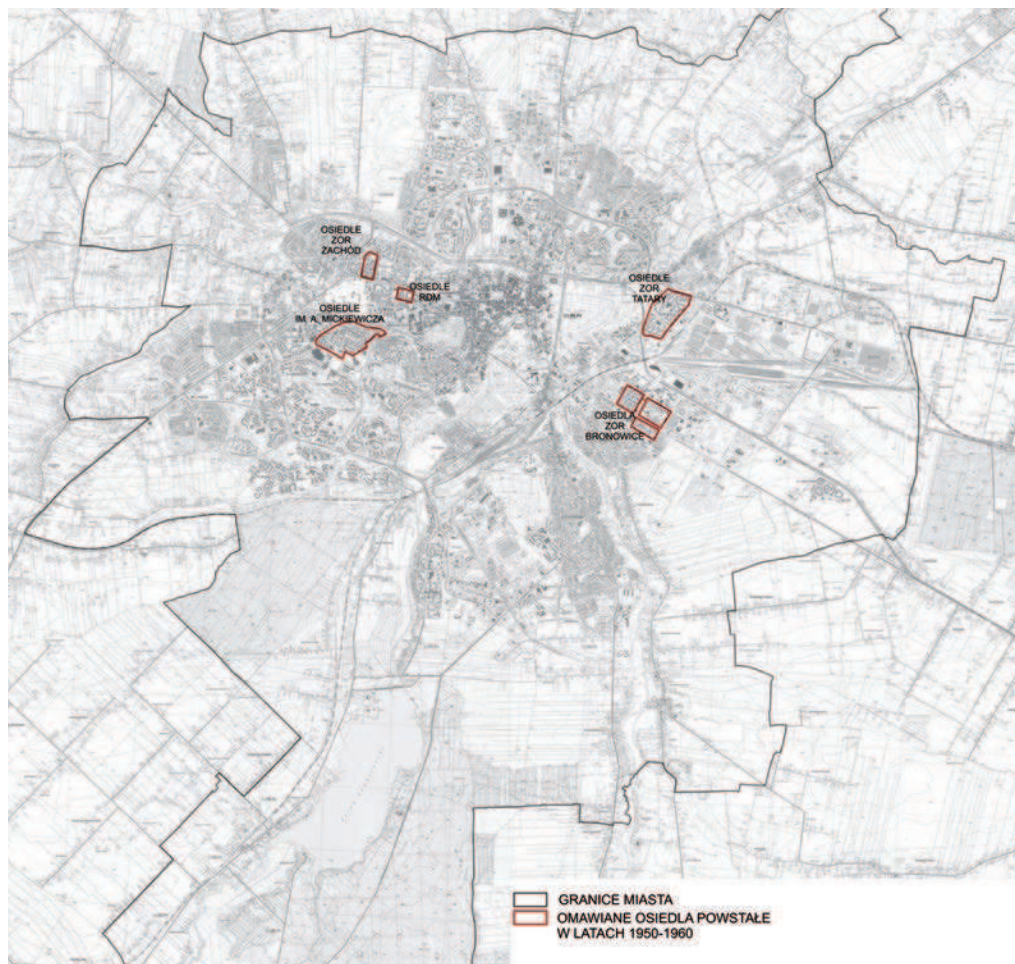 OSIEDLE
ZOR
ZACHÓD
OSIEDLE
RDM
OSIEDLE
IM. A. MICKIEWICZA
OSIEDLE
ZOR
TATARY
OSIEDLA
ZOR
BRONOWICE
GRANICE MIASTA
OMAWIANE OSIEDLA POWSTAŁE
W LATACH 1950-1960